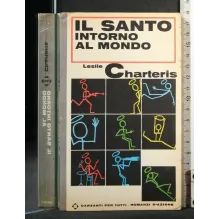 IL SANTO
INTORNO
AL MONDO
Leslie
Charteris
GARZANTI PER TUTTI - ROMANZI D'AZIONE